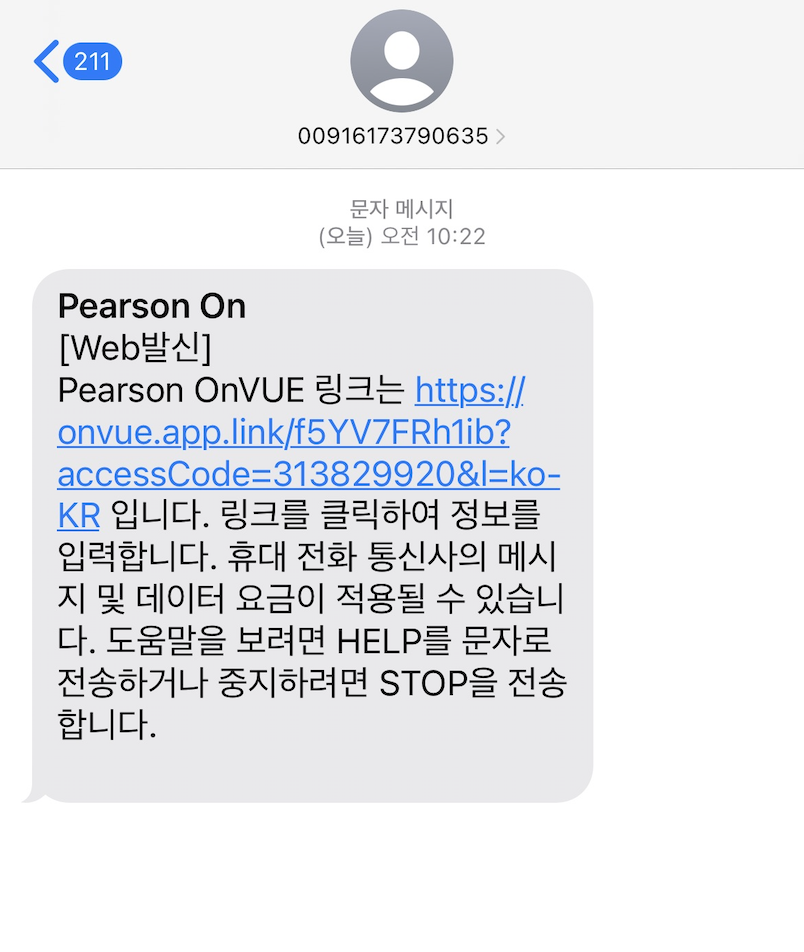 211
00916173790635
문자 메시지
(오늘) 오전 10:22
Pearson On
[Web발신]
Pearson OnVUE 링크는 https://
onvue.app.link/f5YV7FRh1ib?
accessCode=313829920&l=ko-
KR 입니다. 링크를 클릭하여 정보를
입력합니다. 휴대 전화 통신사의 메시
지 및 데이터 요금이 적용될 수 있습니
다. 도움말을 보려면 HELP를 문자로
전송하거나 중지하려면 STOP을 전송
합니다.